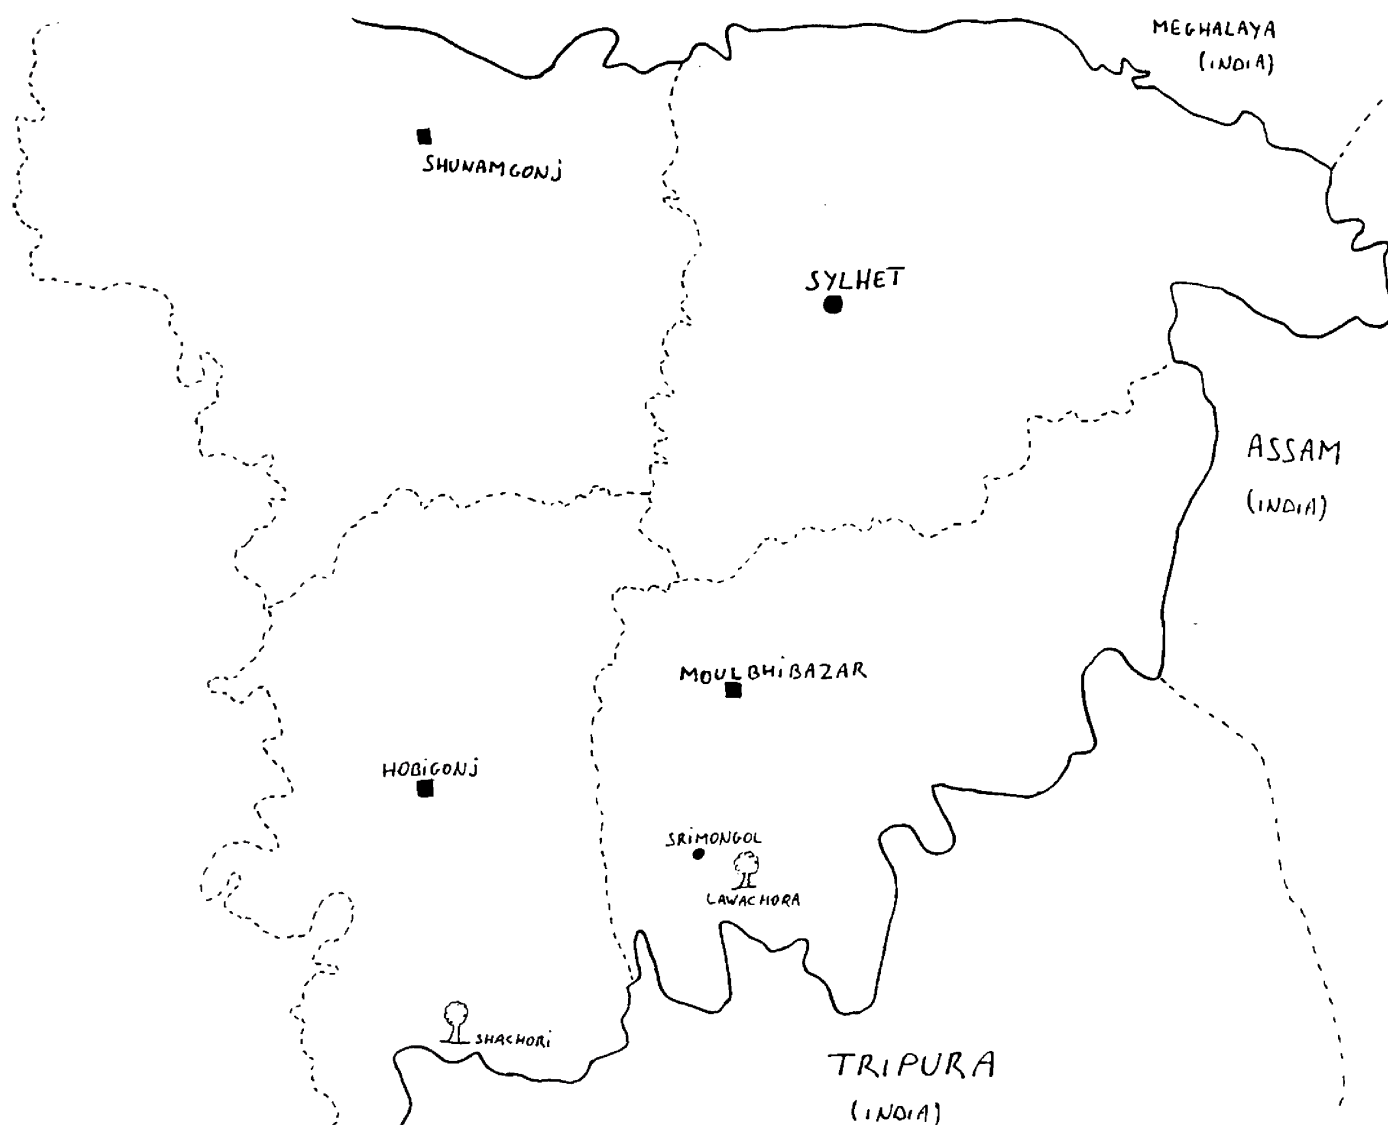 MEGHALAYA
(INDIA)
SHUNAMGONJ
SYLHET
ASSAM
(INDIA)
MOULBHIBAZAR
HOBIGONJ
SRIMONGOL
LAWACHORA
SHACHORI
TRIPURA
(INDIA)